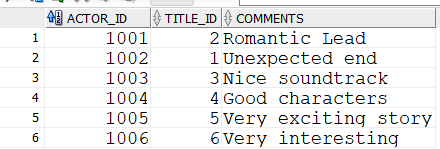 ACTOR_ID TITLE_ID COMMENTS
1 1001 2 Romantic Lead
2 1002 1 Unexpected end
3 1003 3 Nice soundtrack
4 1004 4 Good characters
5 1005 5 Very exciting story
6 1006 6 Very interesting